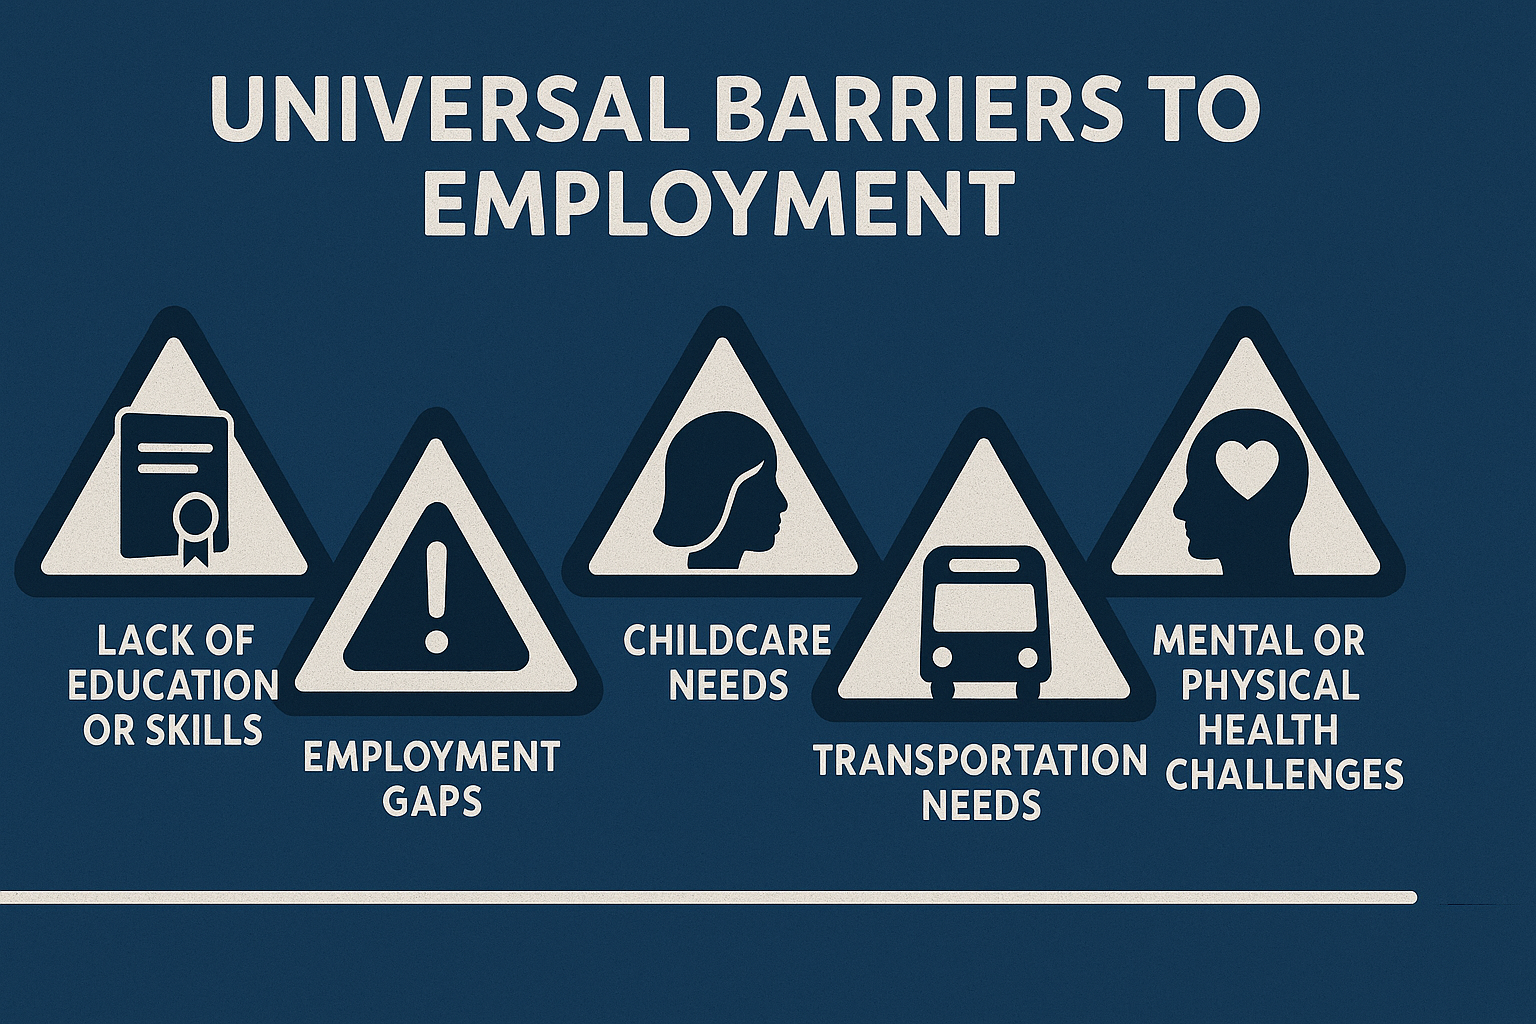 UNIVERSAL BARRIERS TO
EMPLOYMENT
LACK OF
EDUCATION
OR SKILLS
EMPLOYMENT
GAPS
CHILDCARE
NEEDS
TRANSPORTATION
NEEDS
MENTAL OR
PHYSICAL
HEALTH
CHALLENGES